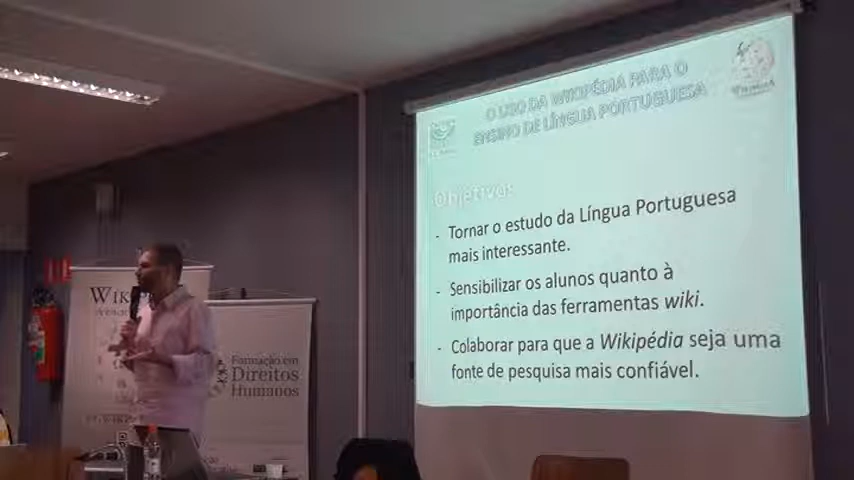 O USO DA WIKIPÉDIA PARA O
ENSINO DE LÍNGUA PORTUGUESA
Objetivo:
- Tornar o estudo da Língua Portuguesa
mais interessante.
- Sensibilizar os alunos quanto à
importância das ferramentas wiki.
- Colaborar para que a Wikipédia seja uma
fonte de pesquisa mais confiável.
Formação em
Direitos
Humanos